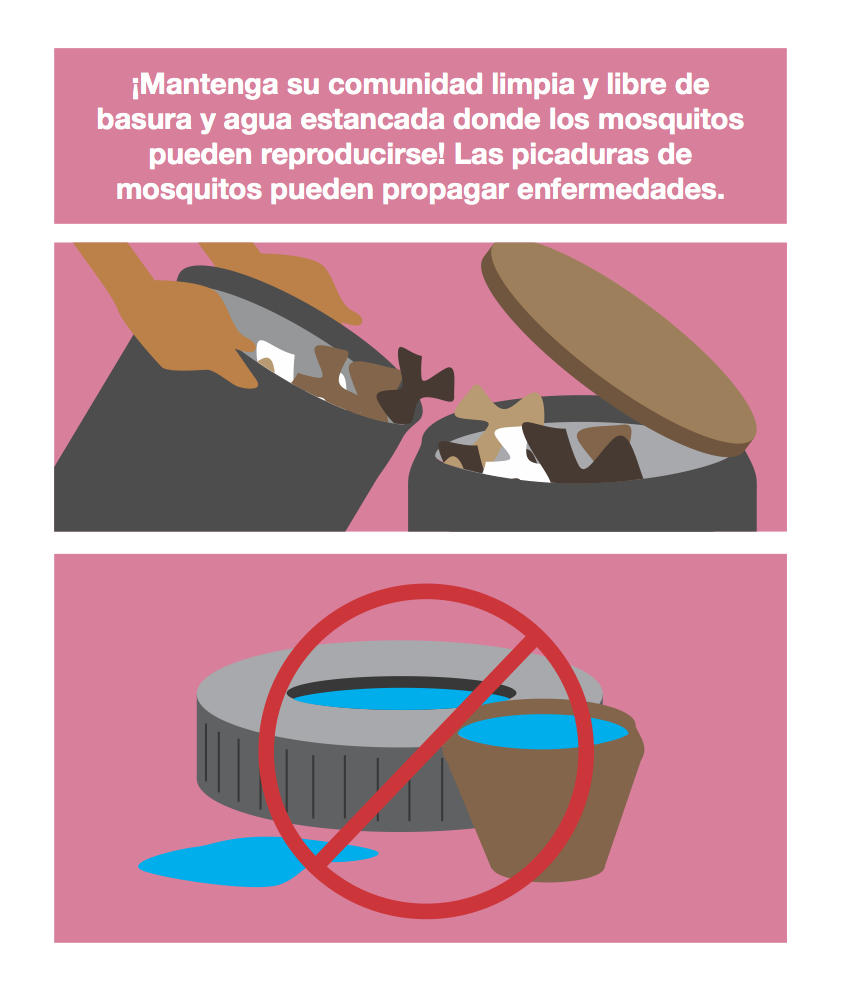 ¡Mantenga su comunidad limpia y libre de
basura y agua estancada donde los mosquitos
pueden reproducirse! Las picaduras de
mosquitos pueden propagar enfermedades.